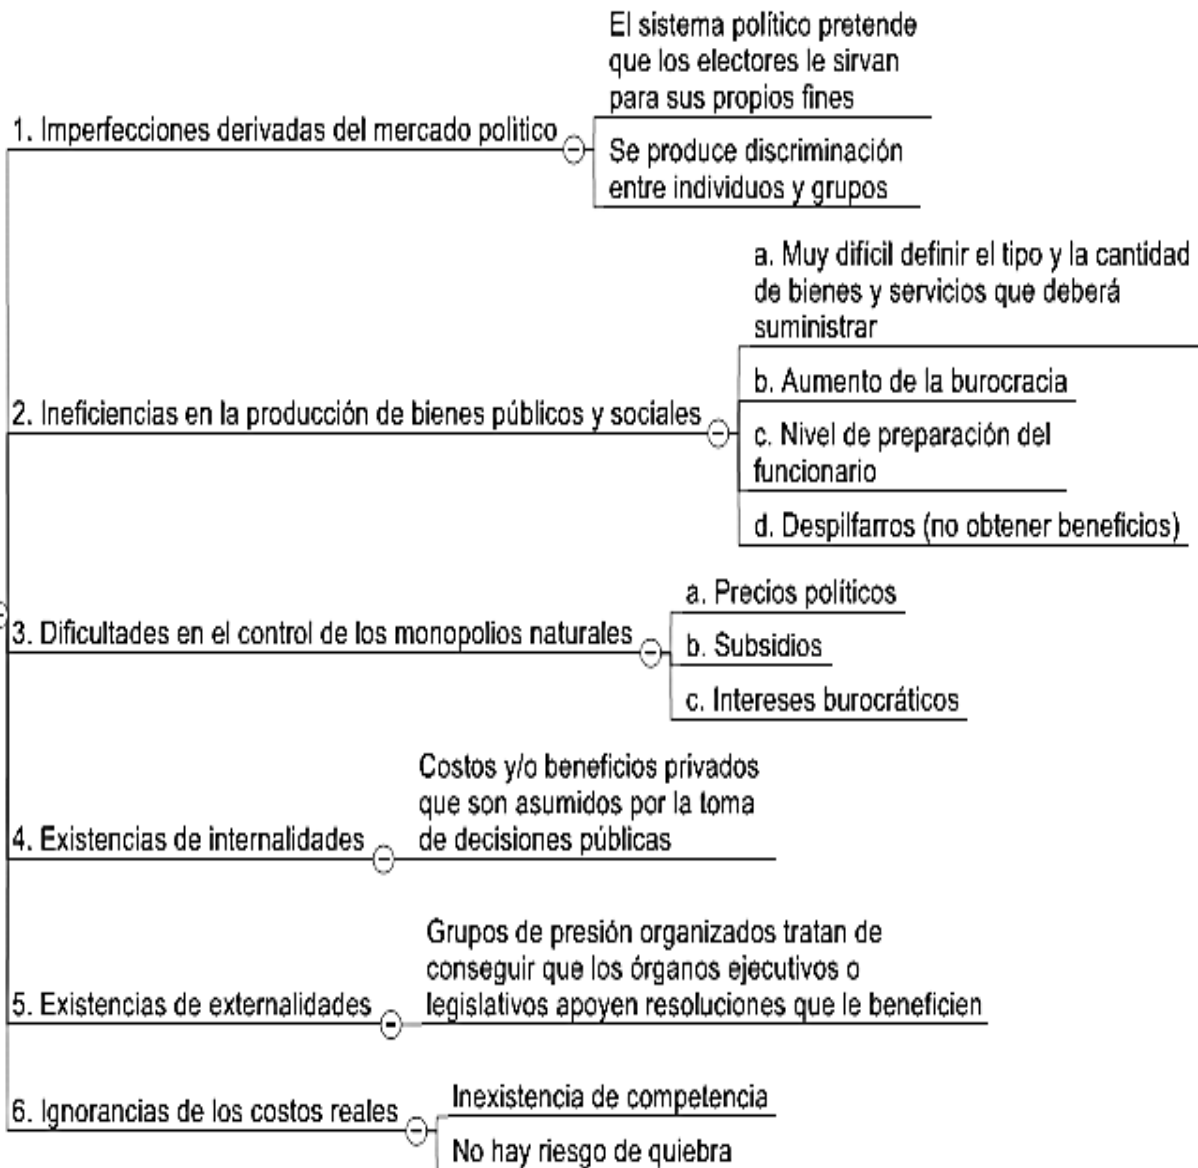 El sistema político pretende
que los electores le sirvan
para sus propios fines
1. Imperfecciones derivadas del mercado político
Se produce discriminación
entre individuos y grupos
a. Muy difícil definir el tipo y la cantidad
de bienes y servicios que deberá
suministrar
b. Aumento de la burocracia
2. Ineficiencias en la producción de bienes públicos y sociales
c. Nivel de preparación del
funcionario
d. Despilfarros (no obtener beneficios)
a. Precios políticos
3. Dificultades en el control de los monopolios naturales
b. Subsidios
c. Intereses burocráticos
Costos y/o beneficios privados
que son asumidos por la toma
de decisiones públicas
4. Existencias de internalidades
Grupos de presión organizados tratan de
conseguir que los órganos ejecutivos o
legislativos apoyen resoluciones que le beneficien
5. Existencias de externalidades
Inexistencia de competencia
6. Ignorancias de los costos reales
No hay riesgo de quiebra